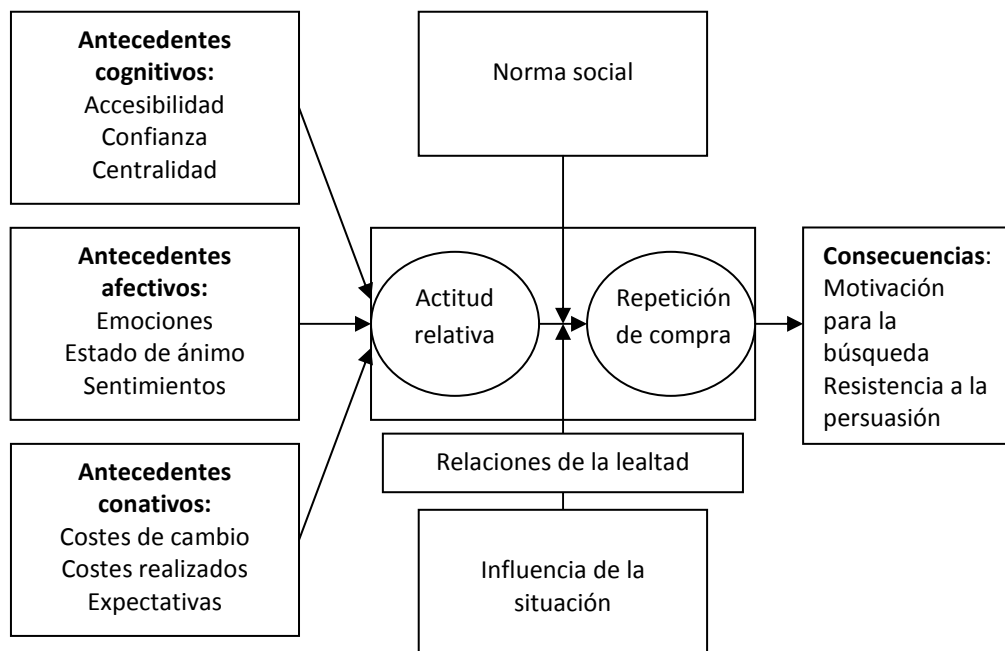 Antecedentes
cognitivos:
Accesibilidad
Confianza
Centralidad
Norma social
Antecedentes
afectivos:
Emociones
Estado de ánimo
Sentimientos
Actitud
relativa
Repetición
de compra
Consecuencias:
Motivación
para la
búsqueda
Resistencia a la
persuasión
Antecedentes
conativos:
Costes de cambio
Costes realizados
Expectativas
Relaciones de la lealtad
Influencia de la
situación